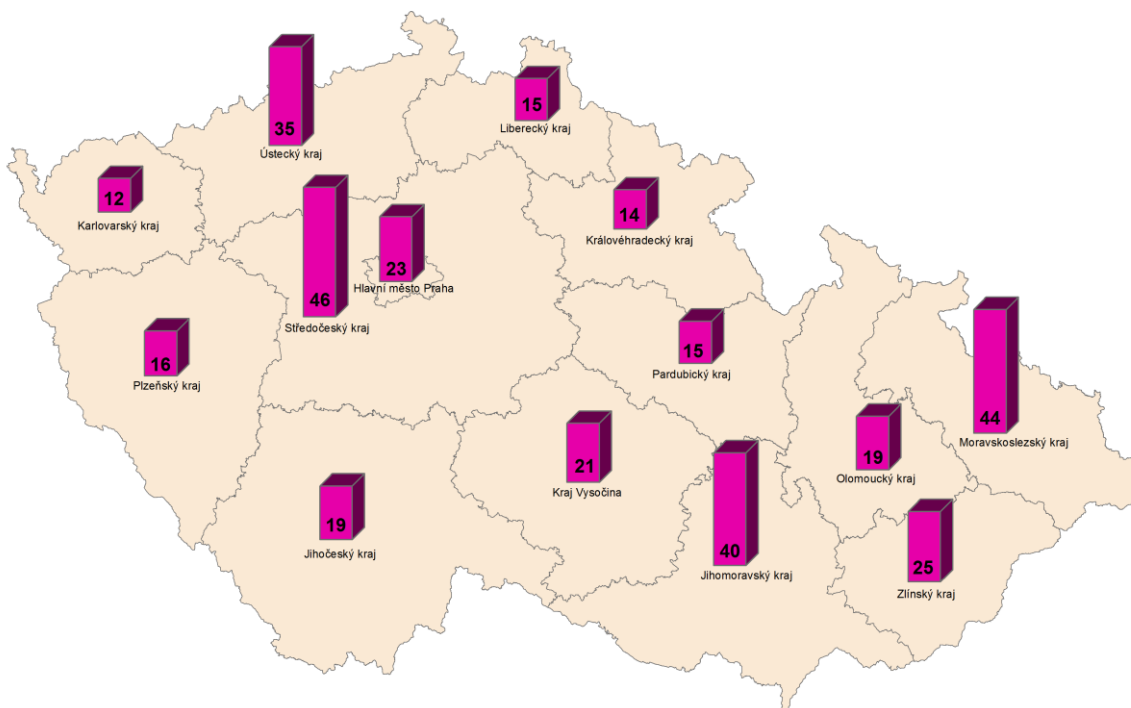 35
Ústecký kraj
15
Liberecký kraj
12
Karlovarský kraj
14
Královéhradecký kraj
23
Hlavní město Praha
46
Středočeský kraj
16
Plzeňský kraj
15
Pardubický kraj
44
Moravskoslezský kraj
21
Kraj Vysočina
19
Olomoucký kraj
19
Jihočeský kraj
40
Jihomoravský kraj
25
Zlínský kraj